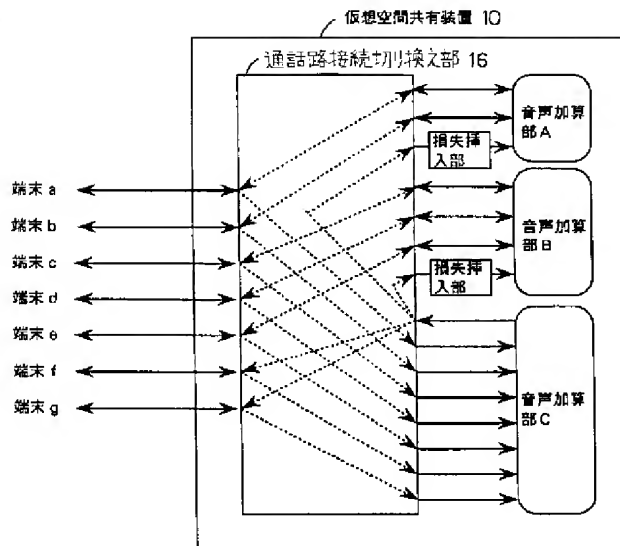 仮想空間共有装置 10
通話路接続切り換え部 16
音声加算
部 A
損失挿
入部
端末 a
端末 b
端末 c
端末 d
端末 e
端末 f
端末 g
音声加算
部 B
損失挿
入部
音声加算
部 C